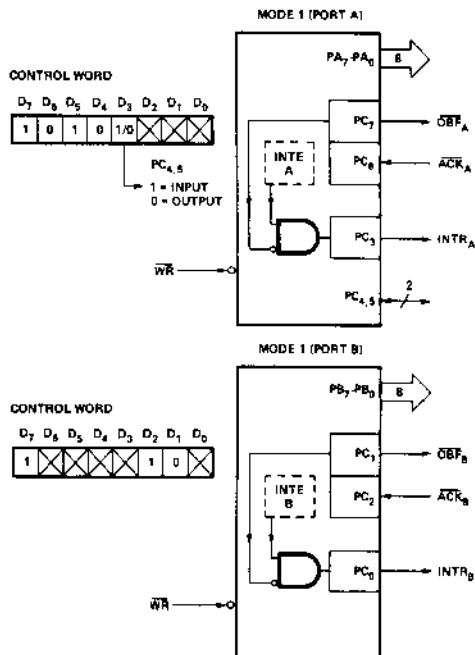 MODE 1 (PORT A)
PA7-PA0
8
CONTROL WORD
D7 D6 D5 D4 D3 D2 D1 D0
1 0 1 0 1/0
PC4,5
1 = INPUT
0 = OUTPUT
PC7
OBFA
INTE
A
PC6
ACKA
PC3
INTRA
WR
PC4,5
2
MODE 1 (PORT B)
PB7-PB0
8
CONTROL WORD
D7 D6 D5 D4 D3 D2 D1 D0
1 1 0
PC1
OBFB
INTE
B
PC2
ACKB
PC0
INTRB
WR